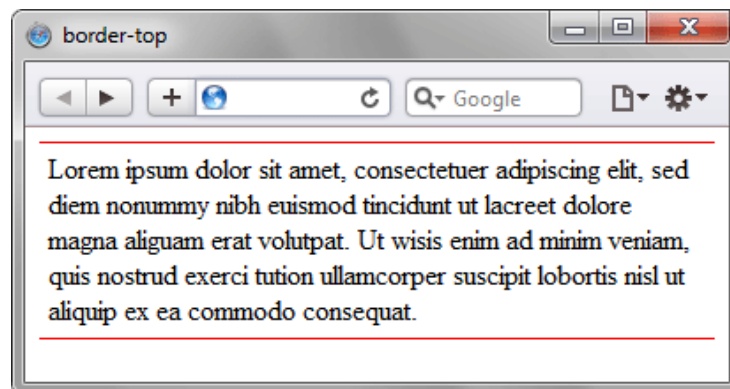 border-top
Google
Lorem ipsum dolor sit amet, consectetuer adipiscing elit, sed
diem nonummy nibh euismod tincidunt ut lacreet dolore
magna aliguam erat volutpat. Ut wisis enim ad minim veniam,
quis nostrud exerci tution ullamcorper suscipit lobortis nisl ut
aliquip ex ea commodo consequat.